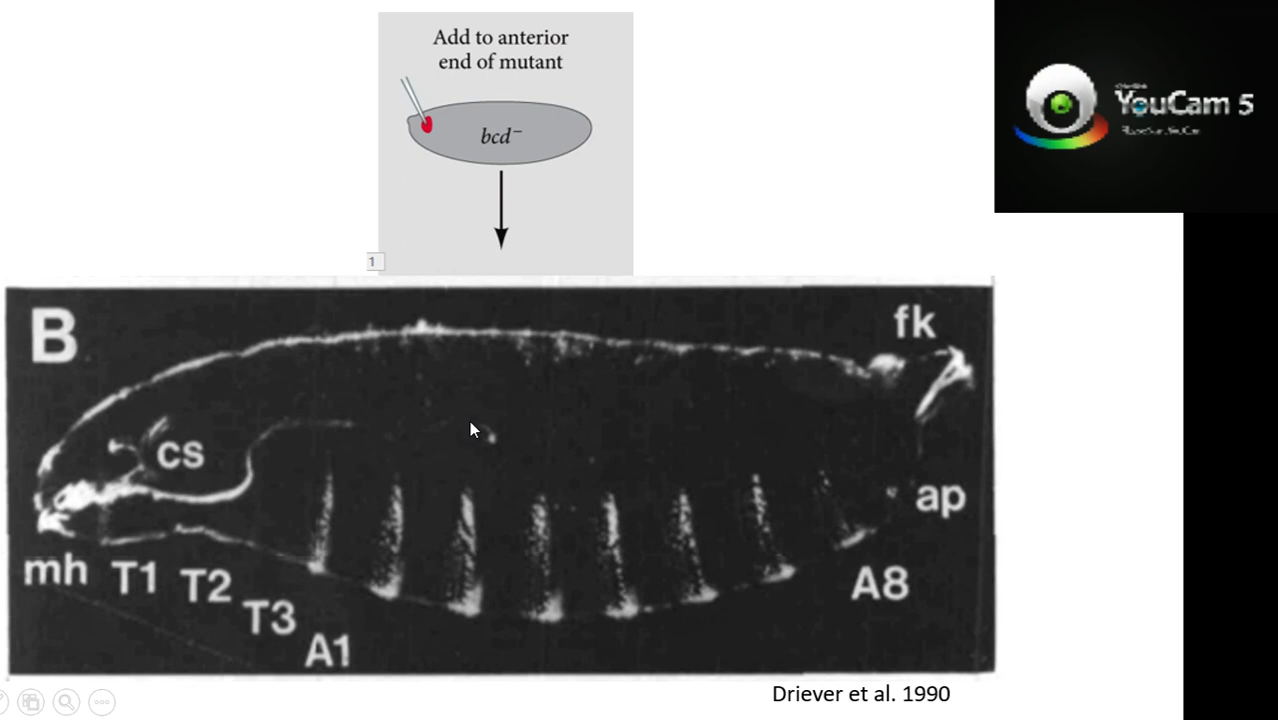 Add to anterior
end of mutant
bcd⁻
1
YouCam 5
B
fk
cs
ap
mh
T1
T2
T3
A1
A8
Driever et al. 1990